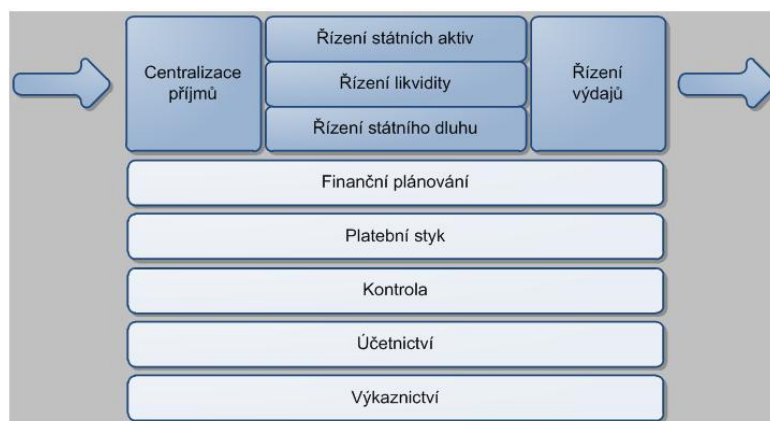 Centralizace
příjmů
Řízení státních aktiv
Řízení likvidity
Řízení státního dluhu
Řízení
výdajů
Finanční plánování
Platební styk
Kontrola
Účetnictví
Výkaznictví